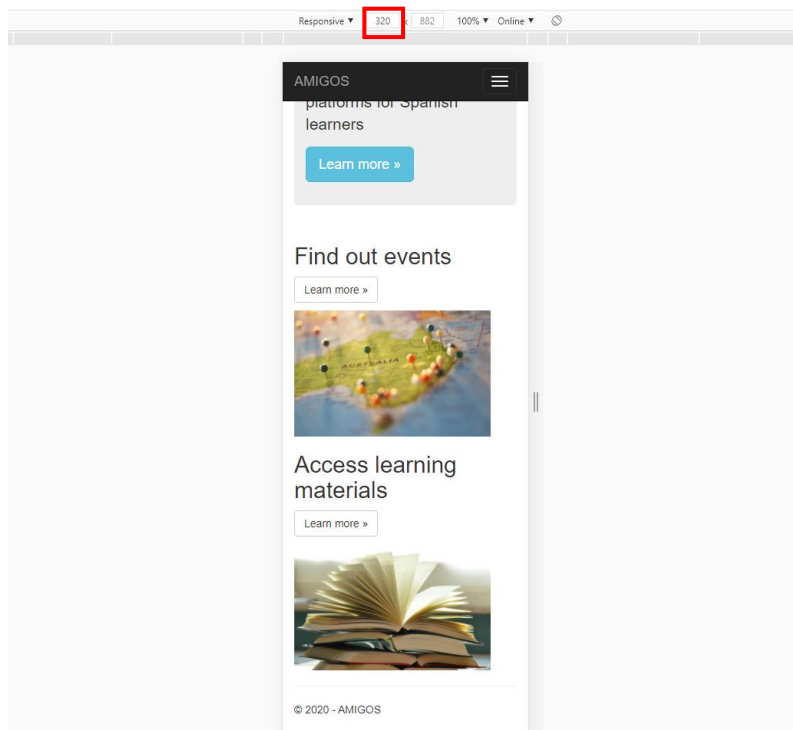 Responsive ▼ 320 x 882 100% ▼ Online ▼
AMIGOS
platforms for Spanish
learners
Learn more »
Find out events
Learn more »
AUSTRALIA
Access learning
materials
Learn more »
© 2020 - AMIGOS